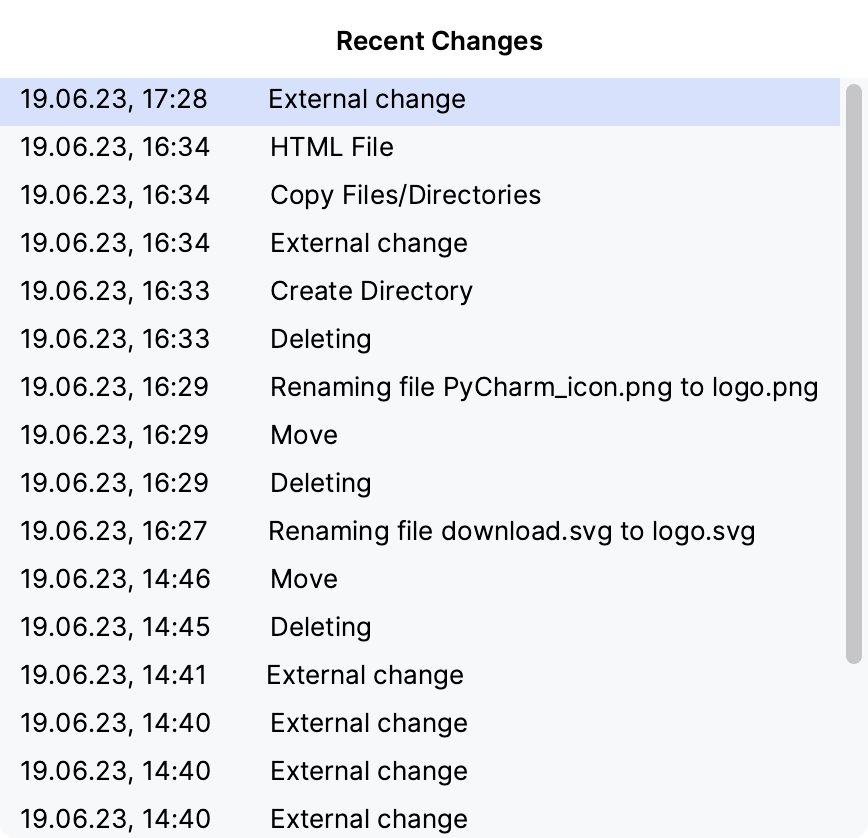 Recent Changes
19.06.23, 17:28 External change
19.06.23, 16:34 HTML File
19.06.23, 16:34 Copy Files/Directories
19.06.23, 16:34 External change
19.06.23, 16:33 Create Directory
19.06.23, 16:33 Deleting
19.06.23, 16:29 Renaming file PyCharm_icon.png to logo.png
19.06.23, 16:29 Move
19.06.23, 16:29 Deleting
19.06.23, 16:27 Renaming file download.svg to logo.svg
19.06.23, 14:46 Move
19.06.23, 14:45 Deleting
19.06.23, 14:41 External change
19.06.23, 14:40 External change
19.06.23, 14:40 External change
19.06.23, 14:40 External change